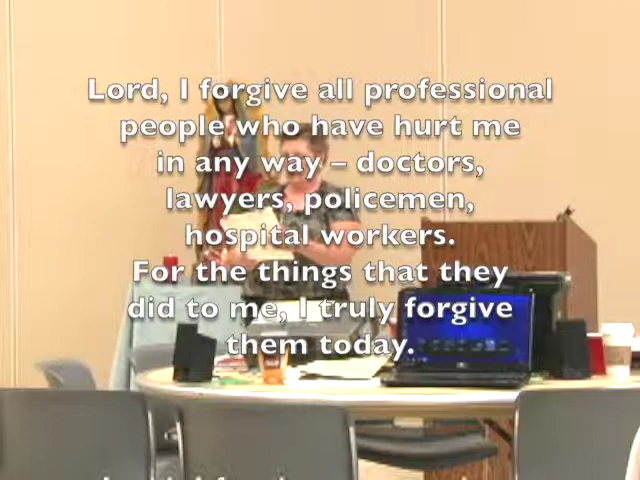 Lord, I forgive all professional
people who have hurt me
in any way – doctors,
lawyers, policemen,
hospital workers.
For the things that they
did to me, I truly forgive
them today.